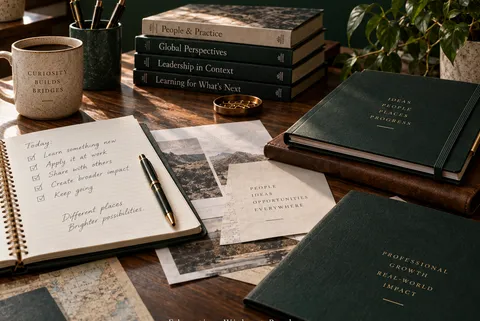 CURIOSITY
BUILDS
BRIDGES
People & Practice
Global Perspectives
Leadership in Context
Learning for What's Next
IDEAS
PEOPLE
PLACES
PROGRESS
Today:
Learn something new
Apply it at work
Share with others
Create broader impact
Keep going
Different places.
Brighter possibilities.
PEOPLE
IDEAS
OPPORTUNITIES
EVERYWHERE
PROFESSIONAL
GROWTH
REAL-WORLD
IMPACT